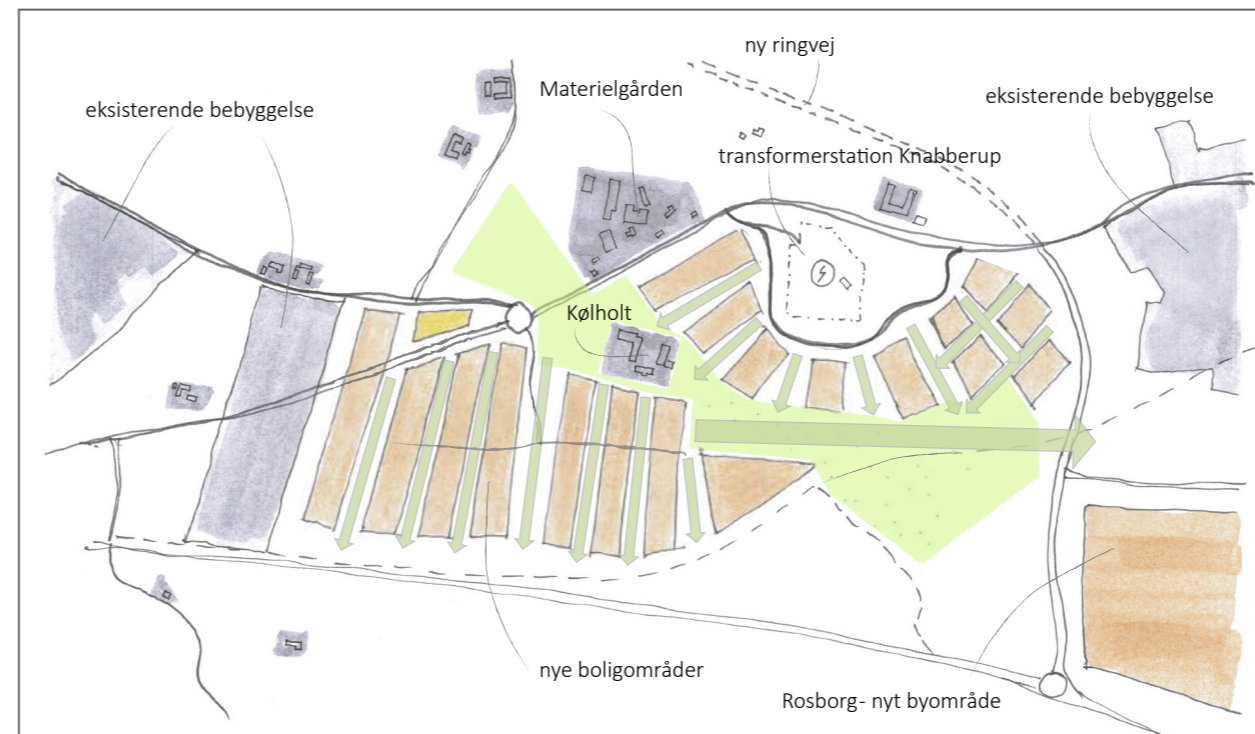 ny ringvej
eksisterende bebyggelse
Materielgården
eksisterende bebyggelse
transformerstation Knabberup
Kølholt
nye boligområder
Rosborg - nyt byområde